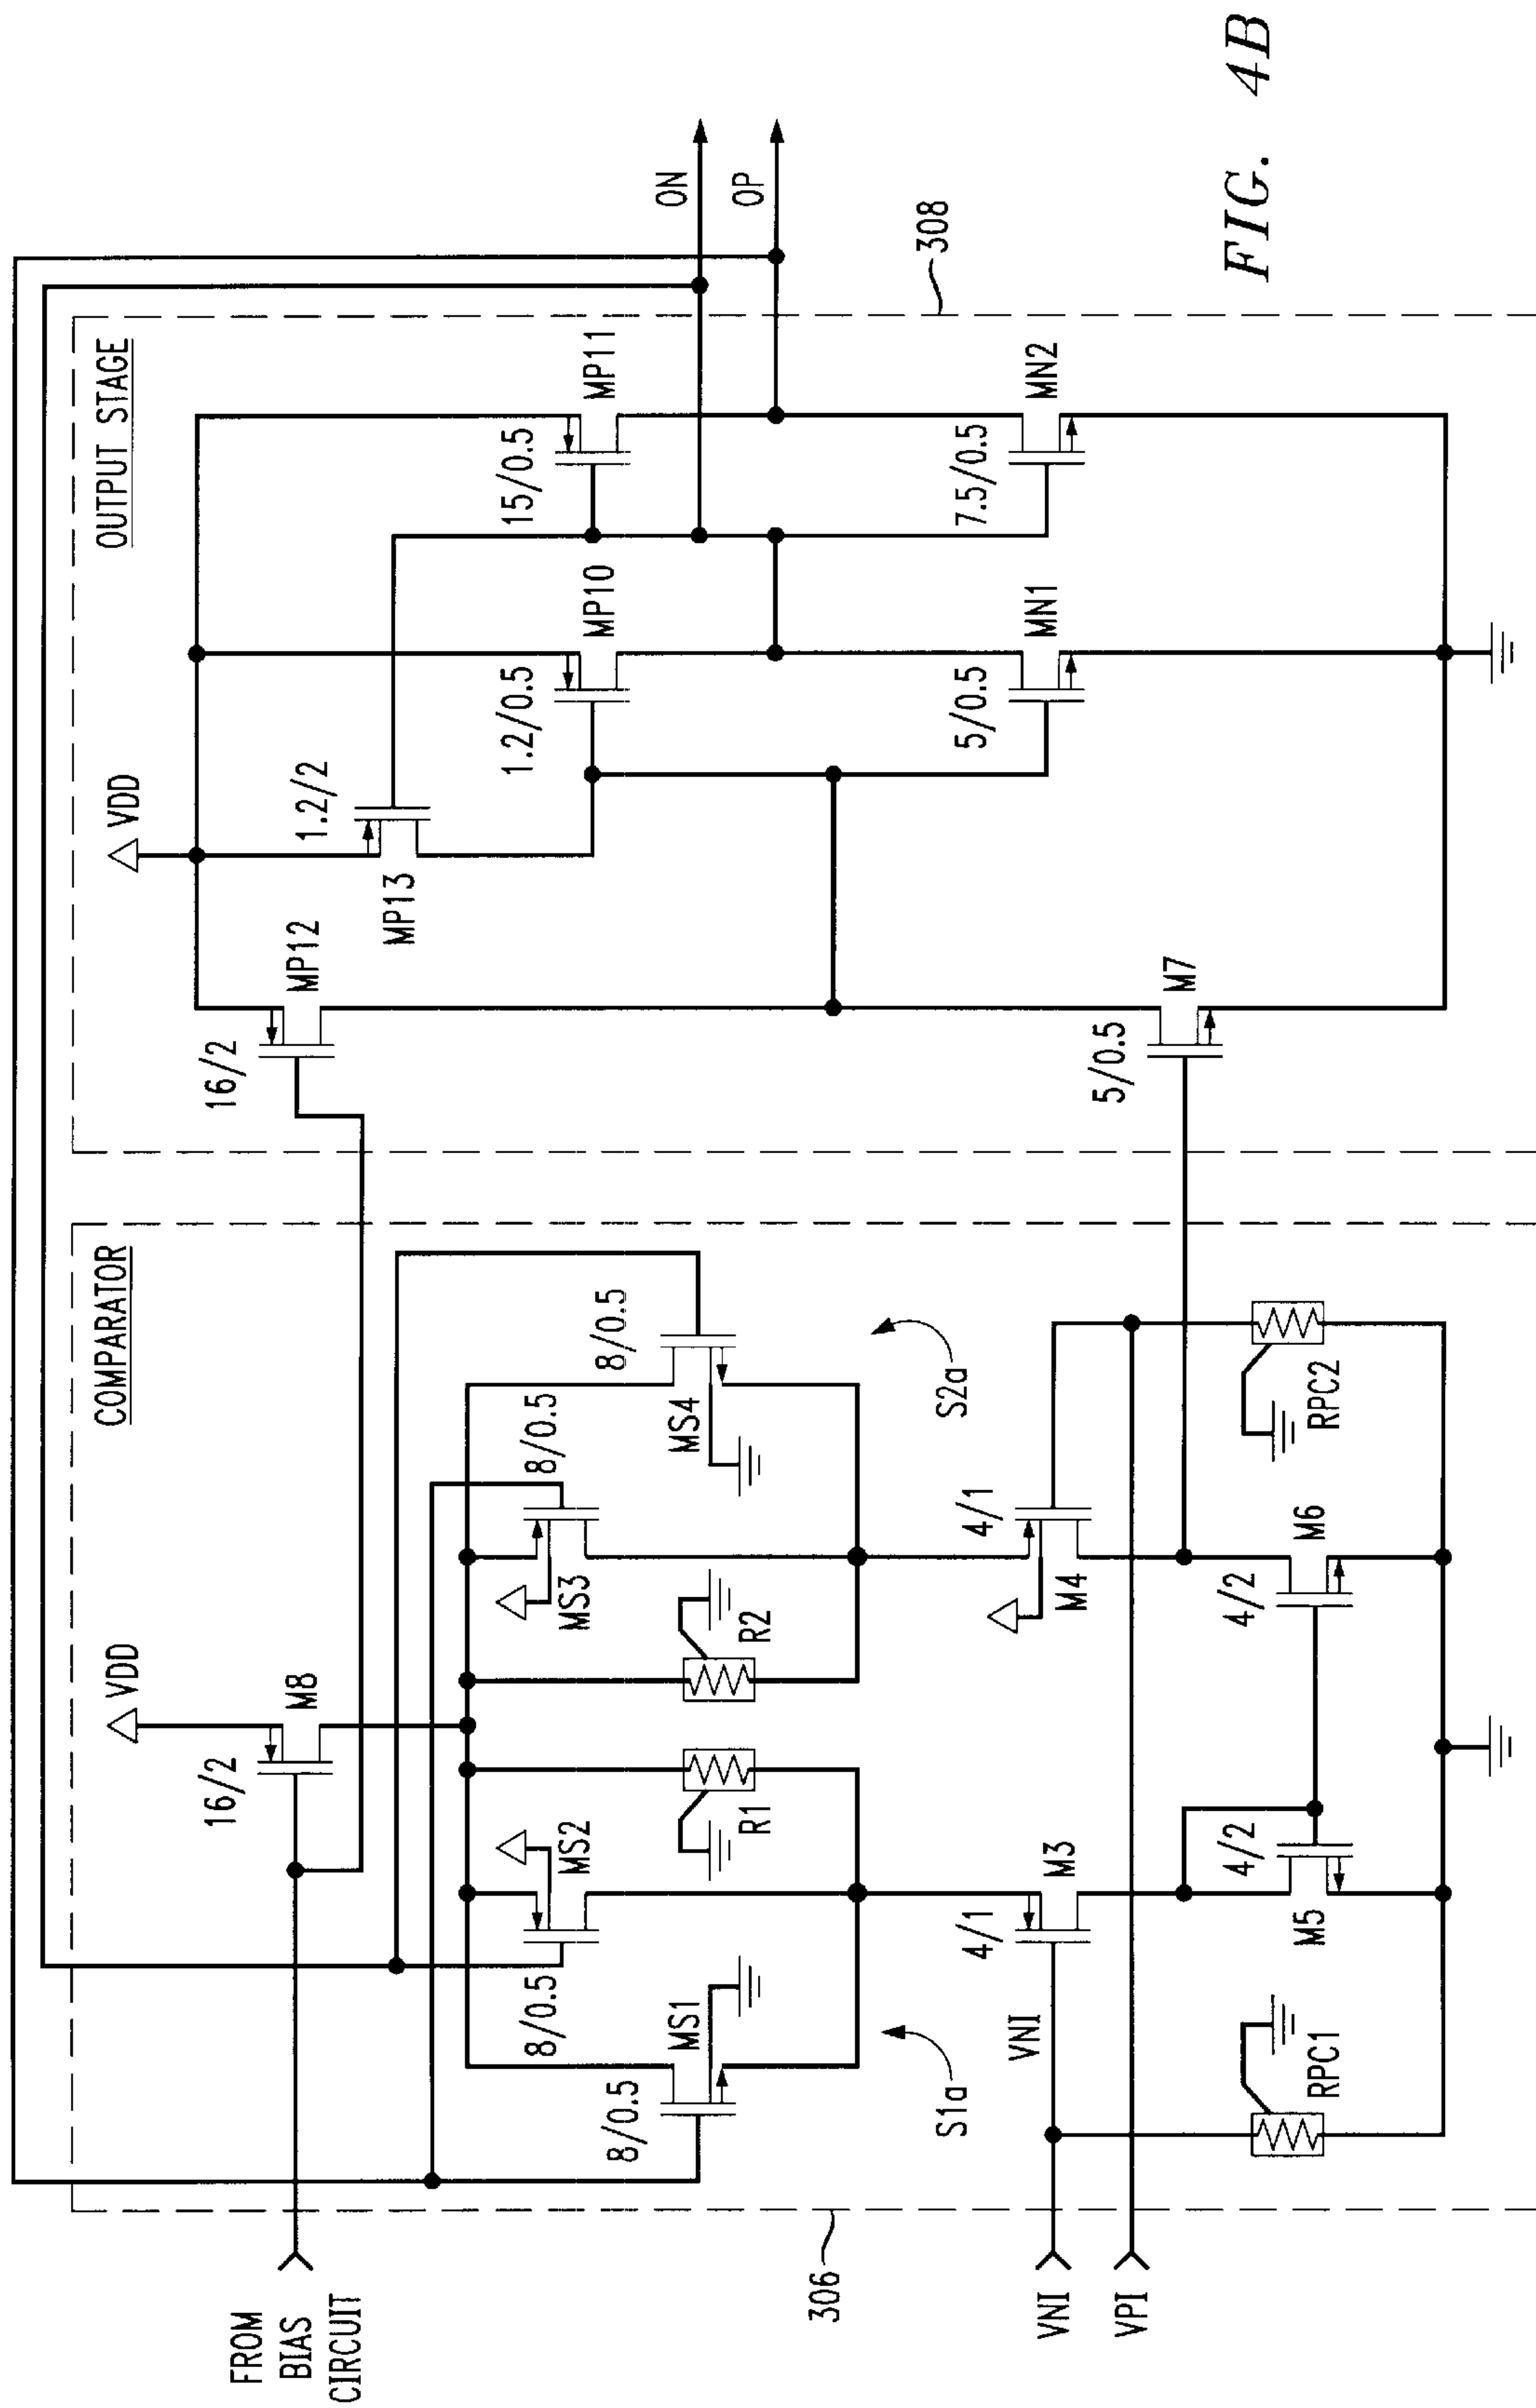 FROM
BIAS
CIRCUIT
306
VNI
VPI
COMPARATOR
VDD
16/2
M8
8/0.5
MS1
8/0.5
MS2
R1
R2
MS3
8/0.5
MS4
8/0.5
S1a
S2a
VNI
4/1
M3
4/1
M4
RPC1
M5
4/2
4/2
M6
RPC2
OUTPUT STAGE
VDD
16/2
MP12
MP13
1.2/2
1.2/0.5
MP10
15/0.5
MP11
5/0.5
M7
5/0.5
MN1
7.5/0.5
MN2
308
ON
OP
FIG. 4B